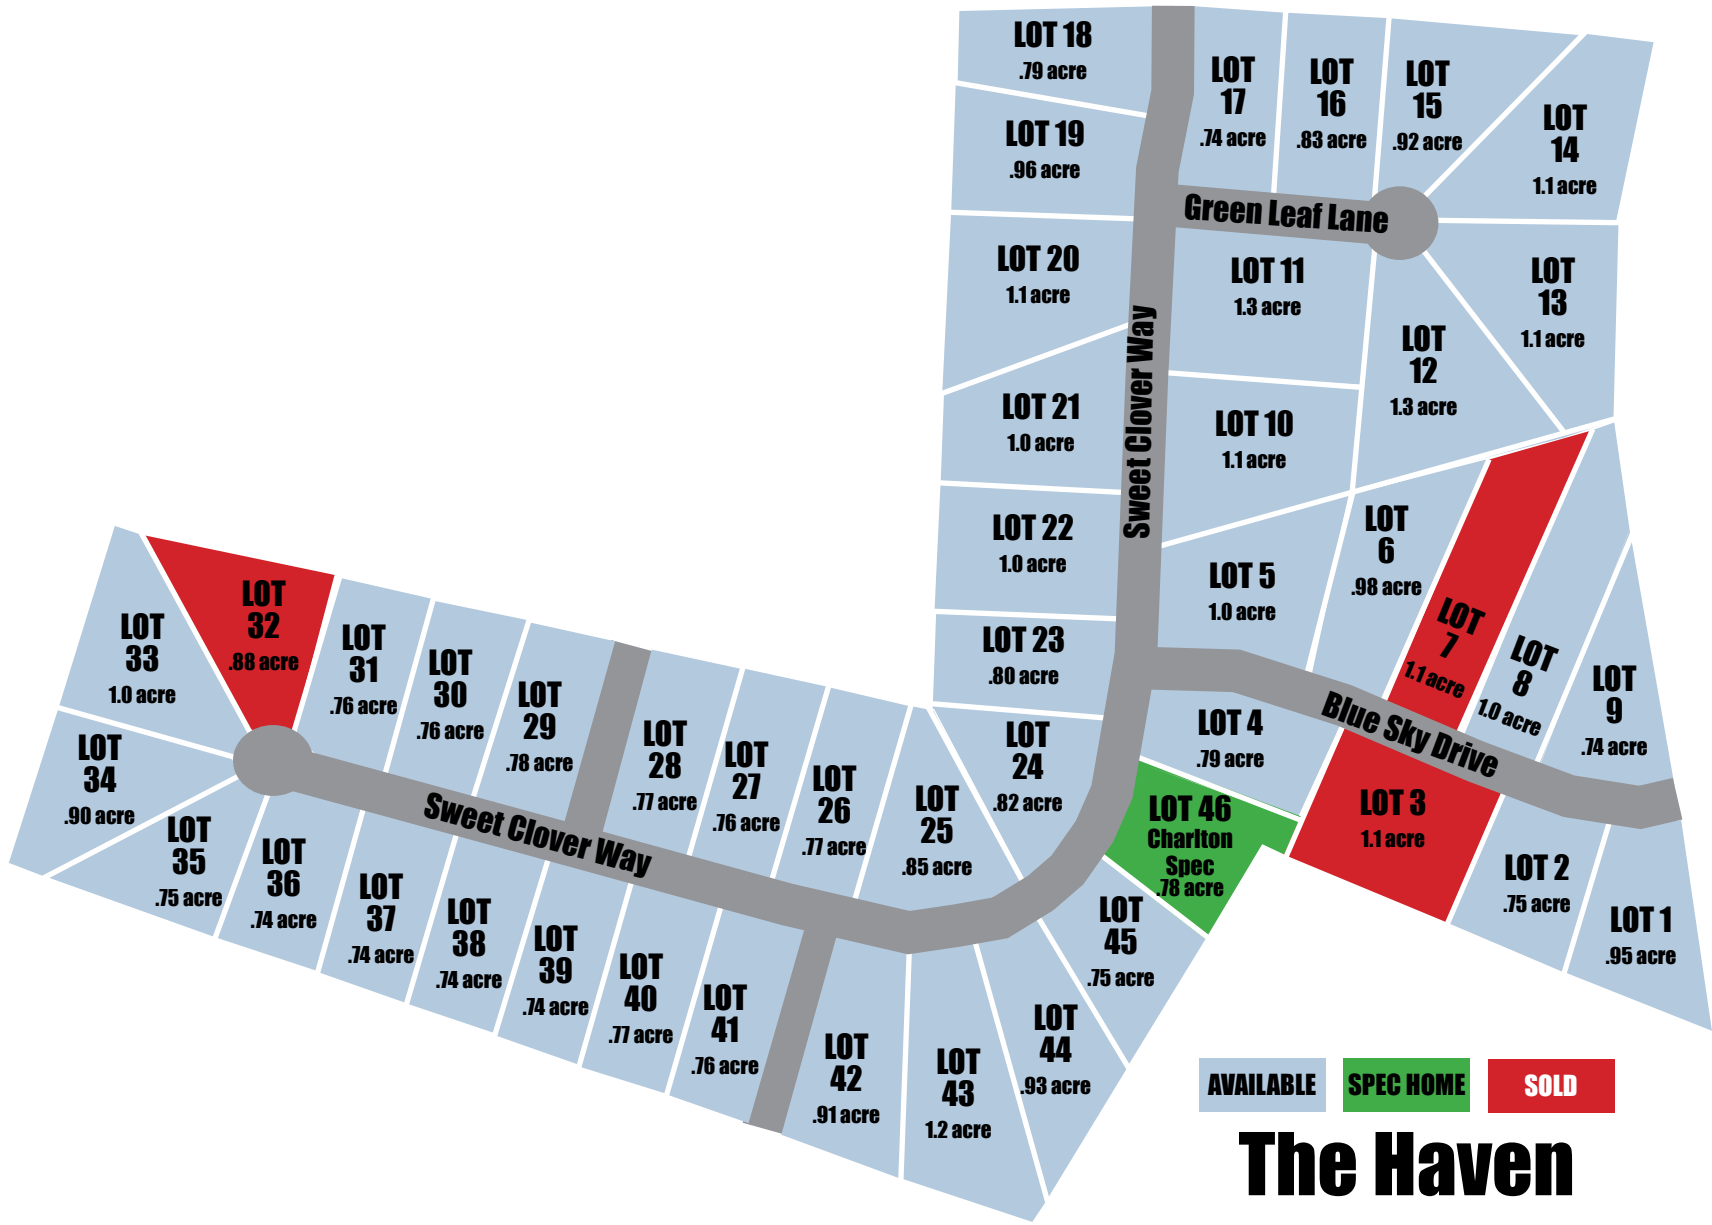 LOT 18
.79 acre
LOT 19
.96 acre
LOT 20
1.1 acre
LOT 21
1.0 acre
LOT 22
1.0 acre
LOT 23
.80 acre
LOT
24
.82 acre
LOT
17
.74 acre
LOT
16
.83 acre
LOT
15
.92 acre
LOT
14
1.1 acre
Green Leaf Lane
LOT 11
1.3 acre
LOT
13
1.1 acre
LOT
12
1.3 acre
Sweet Clover Way
LOT 10
1.1 acre
LOT 5
1.0 acre
LOT
6
.98 acre
LOT
7
1.1 acre
LOT
8
1.0 acre
LOT
9
.74 acre
LOT 4
.79 acre
Blue Sky Drive
LOT 46
Charlton
Spec
.78 acre
LOT 3
1.1 acre
LOT 2
.75 acre
LOT 1
.95 acre
LOT
33
1.0 acre
LOT
32
.88 acre
LOT
31
.76 acre
LOT
30
.76 acre
LOT
29
.78 acre
LOT
28
.77 acre
LOT
27
.76 acre
LOT
26
.77 acre
LOT
25
.85 acre
LOT
34
.90 acre
Sweet Clover Way
LOT
35
.75 acre
LOT
36
.74 acre
LOT
37
.74 acre
LOT
38
.74 acre
LOT
39
.74 acre
LOT
40
.77 acre
LOT
41
.76 acre
LOT
42
.91 acre
LOT
43
1.2 acre
LOT
44
.93 acre
LOT
45
.75 acre
AVAILABLE
SPEC HOME
SOLD
The Haven